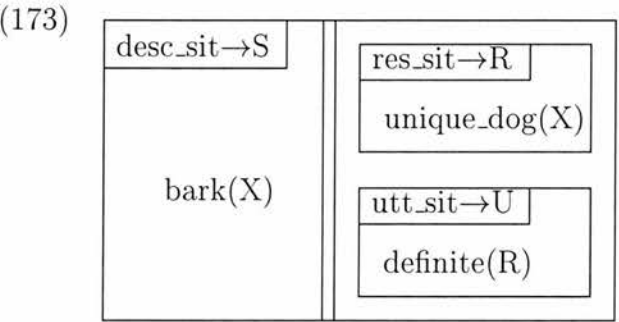 (173)
desc_sit→S
res_sit→R
unique_dog(X)
bark(X)
utt_sit→U
definite(R)